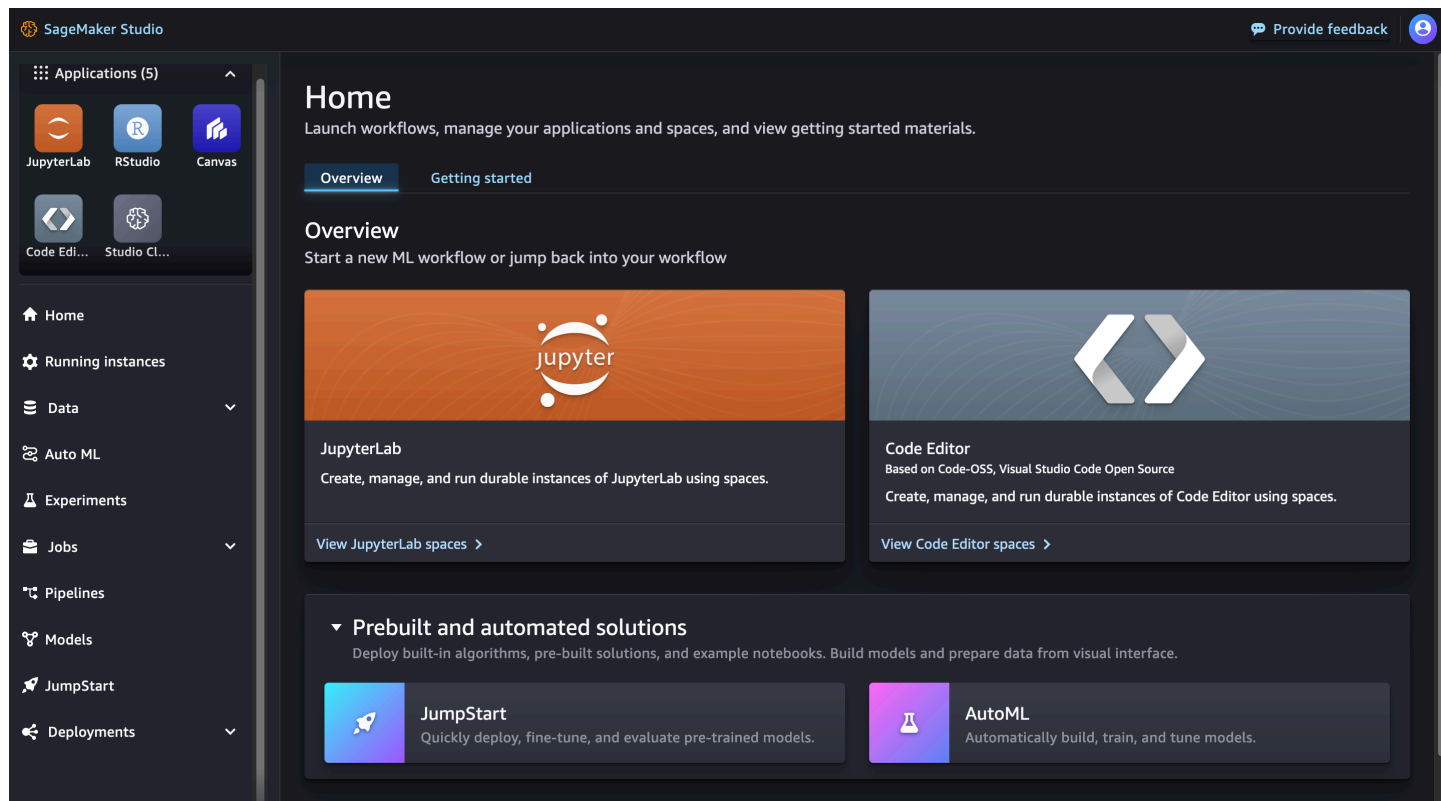 SageMaker Studio
Provide feedback
Applications (5)
JupyterLab
RStudio
Canvas
Code Edi...
Studio Cl...
Home
Running instances
Data
Auto ML
Experiments
Jobs
Pipelines
Models
JumpStart
Deployments
Home
Launch workflows, manage your applications and spaces, and view getting started materials.
Overview
Getting started
Overview
Start a new ML workflow or jump back into your workflow
jupyter
JupyterLab
Create, manage, and run durable instances of JupyterLab using spaces.
View JupyterLab spaces
Code Editor
Based on Code-OSS, Visual Studio Code Open Source
Create, manage, and run durable instances of Code Editor using spaces.
View Code Editor spaces
Prebuilt and automated solutions
Deploy built-in algorithms, pre-built solutions, and example notebooks. Build models and prepare data from visual interface.
JumpStart
Quickly deploy, fine-tune, and evaluate pre-trained models.
AutoML
Automatically build, train, and tune models.